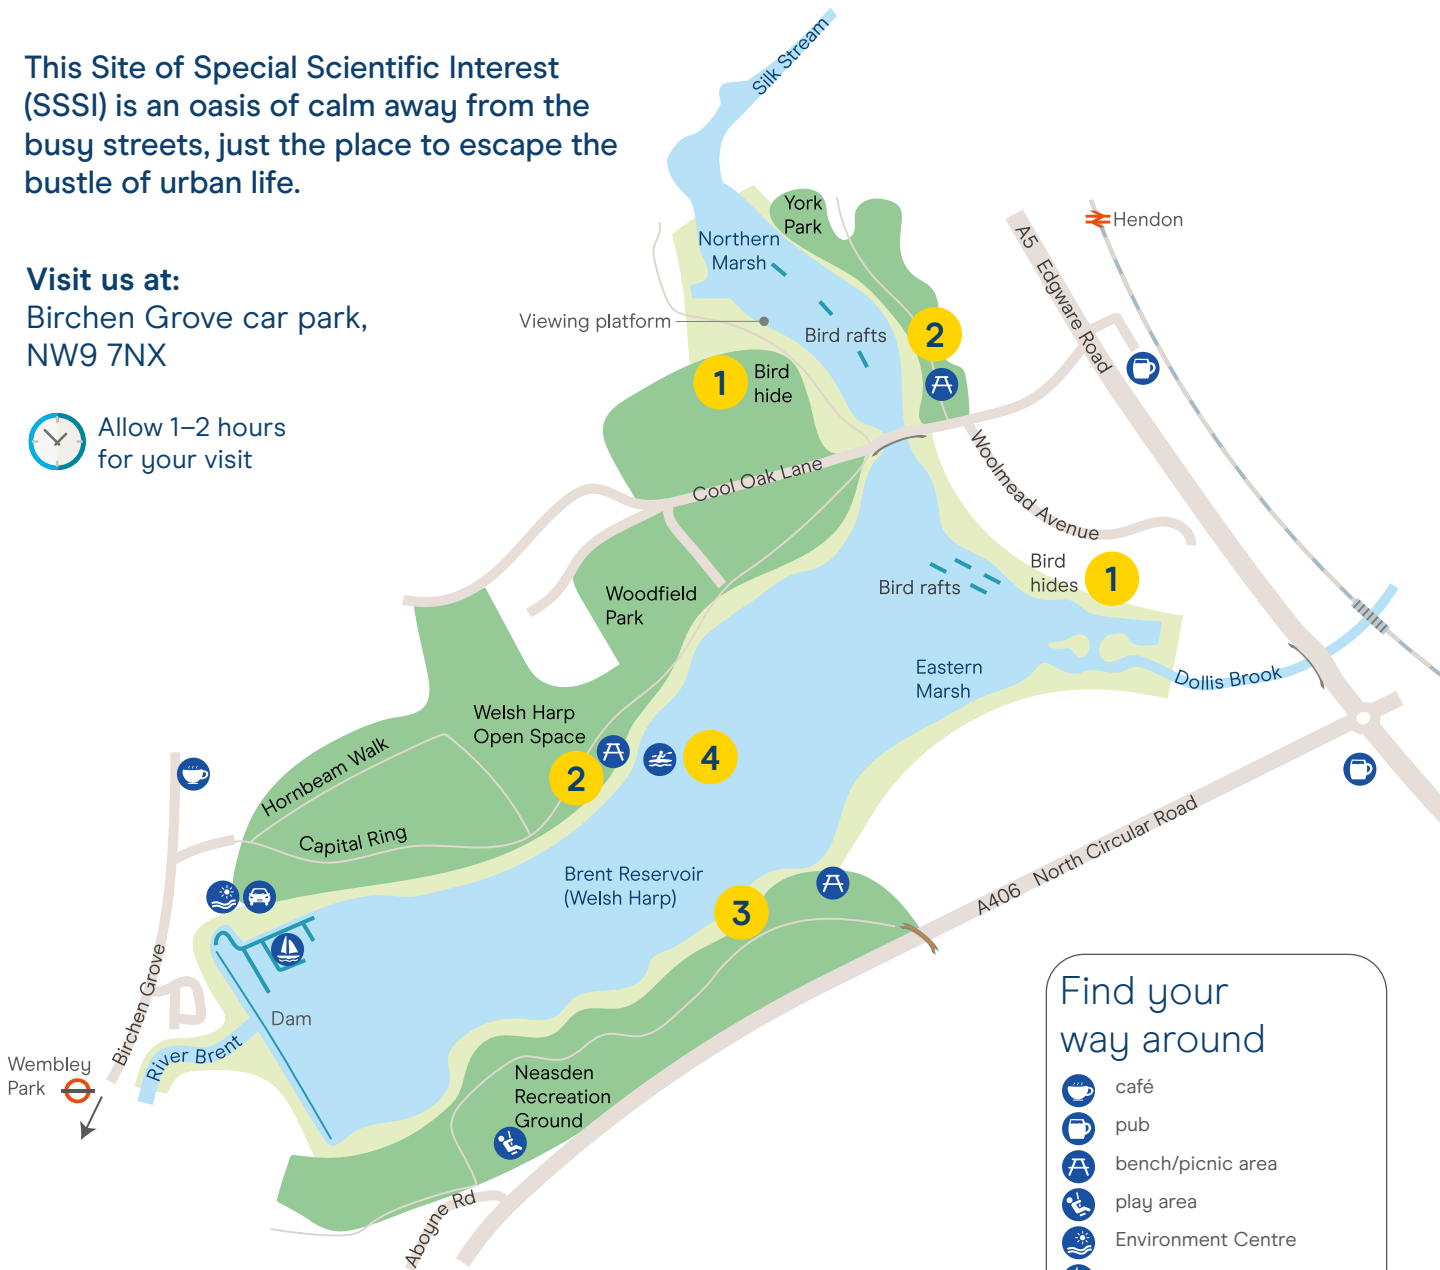 This Site of Special Scientific Interest
(SSSI) is an oasis of calm away from the
busy streets, just the place to escape the
bustle of urban life.
Visit us at:
Birchen Grove car park,
NW9 7NX
Allow 1–2 hours
for your visit
Silk Stream
York
Park
Northern
Marsh
Hendon
A5 Edgware Road
Viewing platform
Bird rafts
2
1
Bird
hide
Cool Oak Lane
Woolmead Avenue
Bird
hides
1
Bird rafts
Woodfield
Park
Eastern
Marsh
Dollis Brook
Welsh Harp
Open Space
Hornbeam Walk
2
4
Capital Ring
A406 North Circular Road
Brent Reservoir
(Welsh Harp)
3
Birchen Grove
Dam
River Brent
Wembley
Park
Neasden
Recreation
Ground
Aboyne Rd
Find your
way around
café
pub
bench/picnic area
play area
Environment Centre